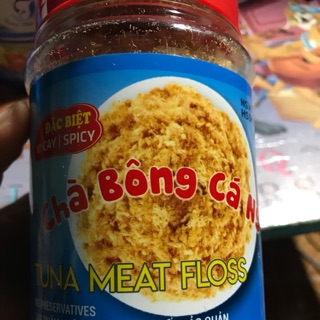 ĐẶC BIỆT
CAY | SPICY
Chà Bông Cá
TUNA MEAT FLOSS
PRESERVATIVES